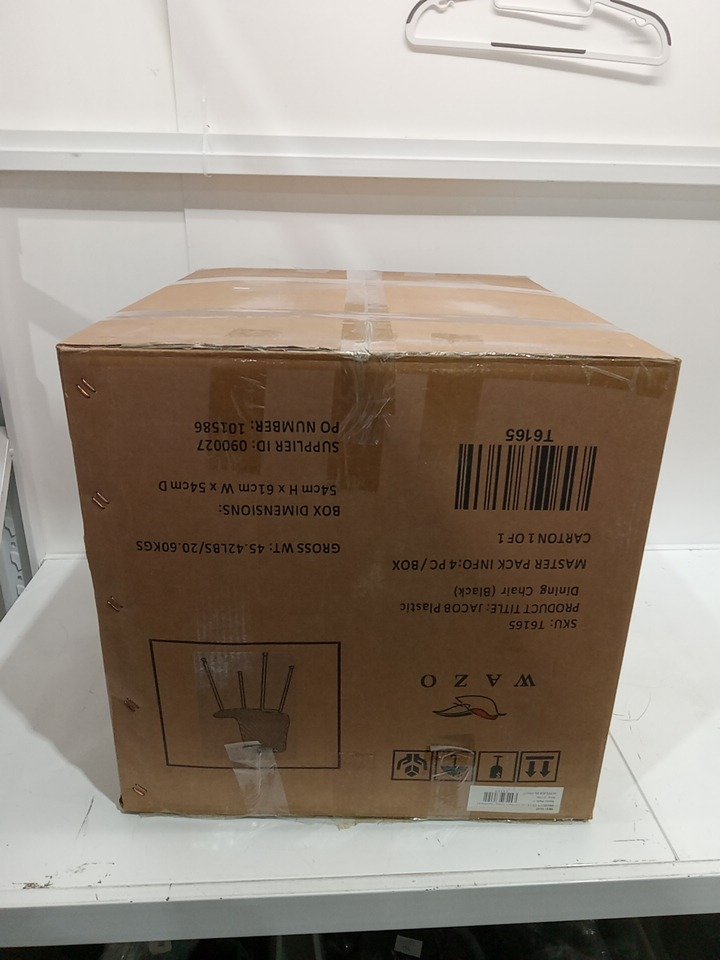 WAZO
SKU: T6165
PRODUCT TITLE: JACOB Plastic
Dining Chair (Black)
MASTER PACK INFO:4 PC / BOX
CARTON 1 OF 1
T6165
GROSS WT: 45.42LBS/20.60KGS
BOX DIMENSIONS:
54cm H x 61cm W x 54cm D
SUPPLIER ID: 090027
PO NUMBER: 101586